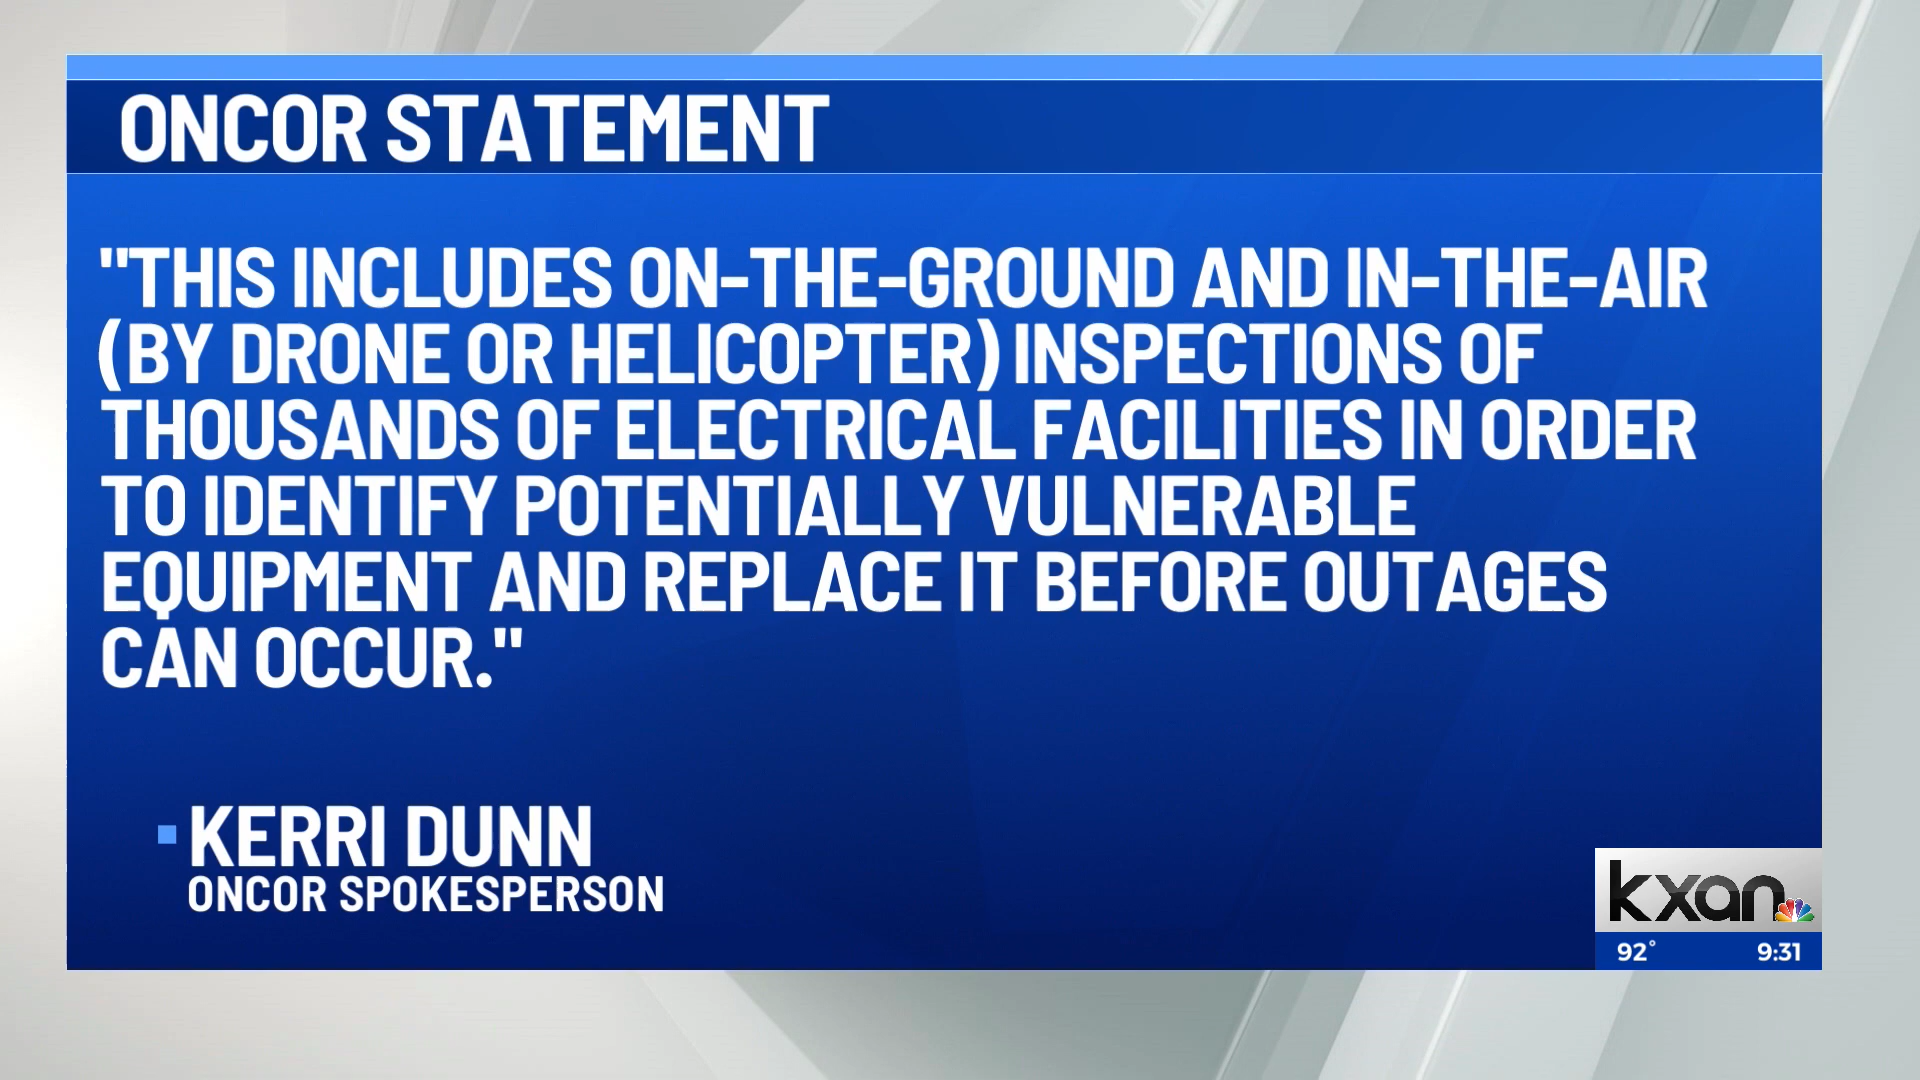 ONCOR STATEMENT
"THIS INCLUDES ON-THE-GROUND AND IN-THE-AIR
(BY DRONE OR HELICOPTER) INSPECTIONS OF
THOUSANDS OF ELECTRICAL FACILITIES IN ORDER
TO IDENTIFY POTENTIALLY VULNERABLE
EQUIPMENT AND REPLACE IT BEFORE OUTAGES
CAN OCCUR."
KERRI DUNN
ONCOR SPOKESPERSON
kxan
92° 9:31